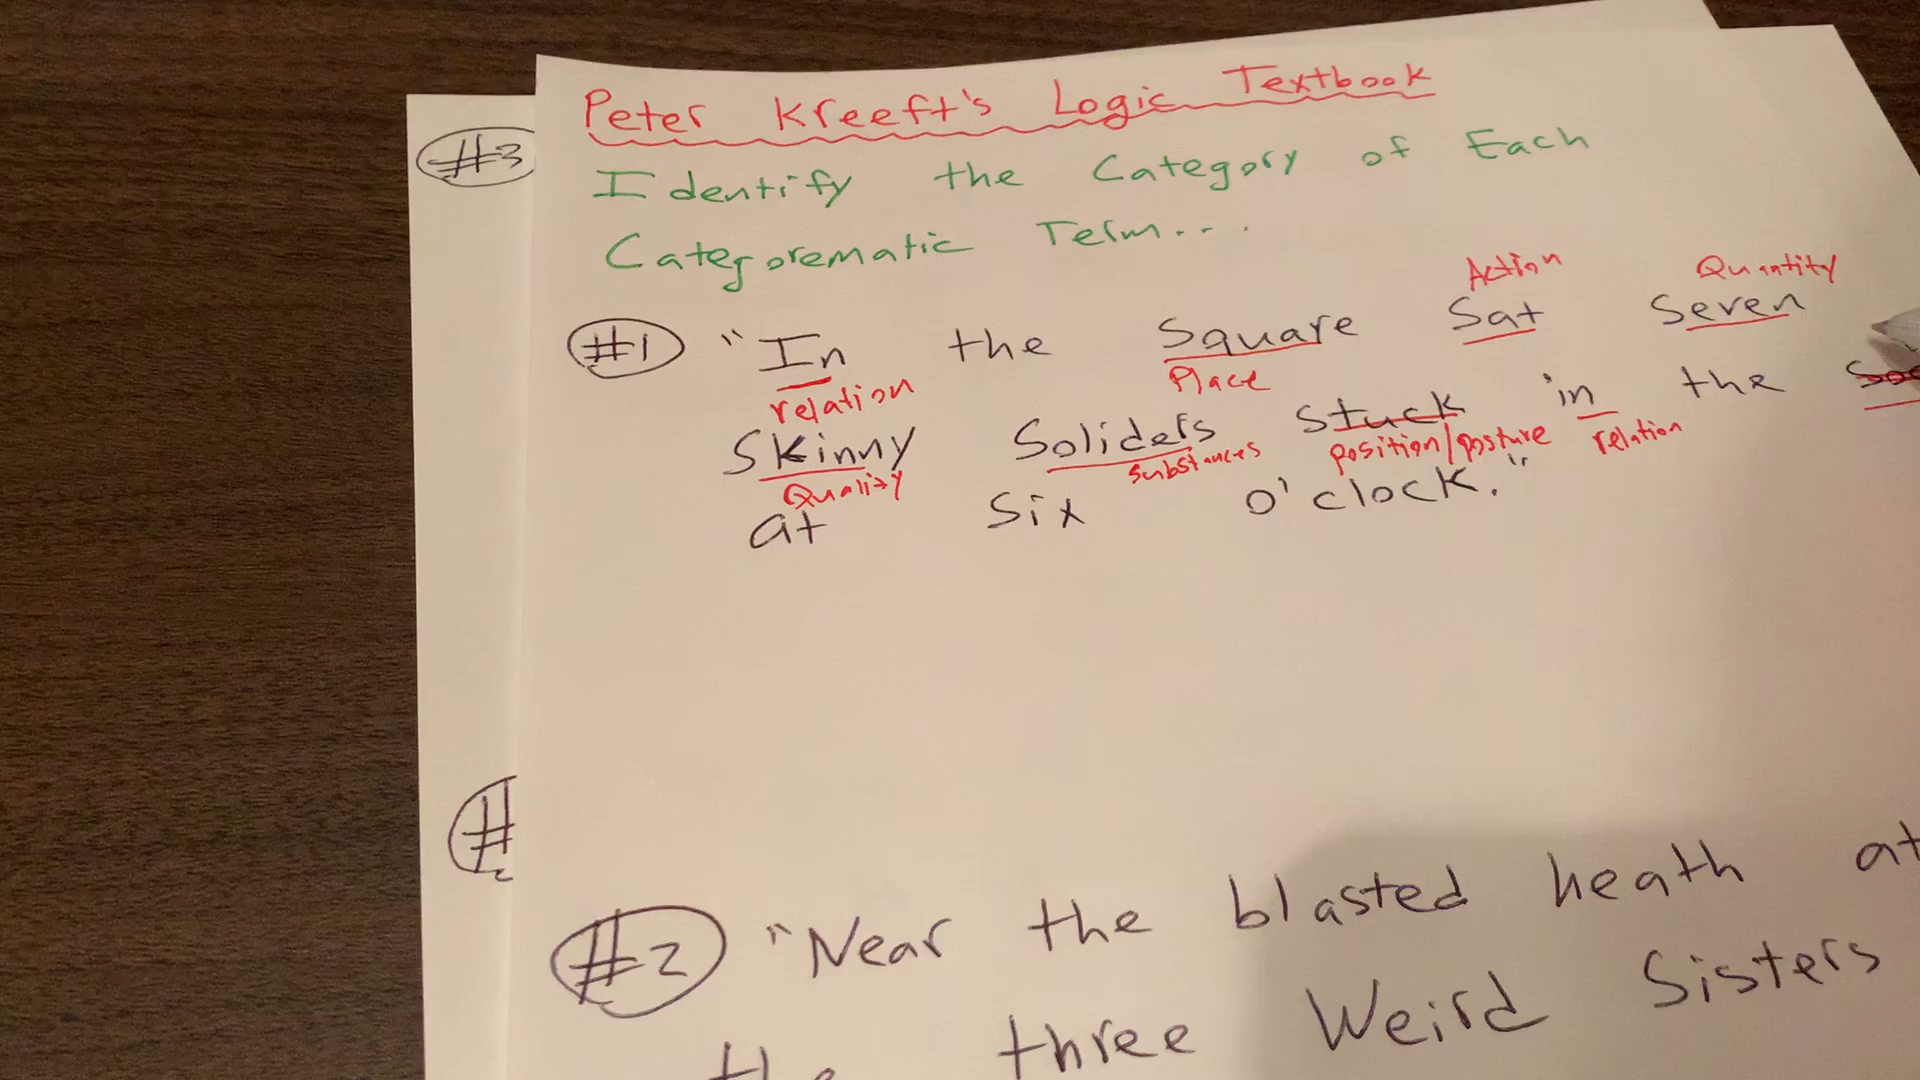 Peter Kreeft's Logic Textbook
#3
Identify the Category of Each
Categorematic Term...
Action Quantity
#1 "In the Square Sat Seven
relation Place
Skinny Soliders Stuck in the
Quality Substances position/posture relation
at Six O'clock."
#
#2 "Near the blasted heath at
the three Weird Sisters